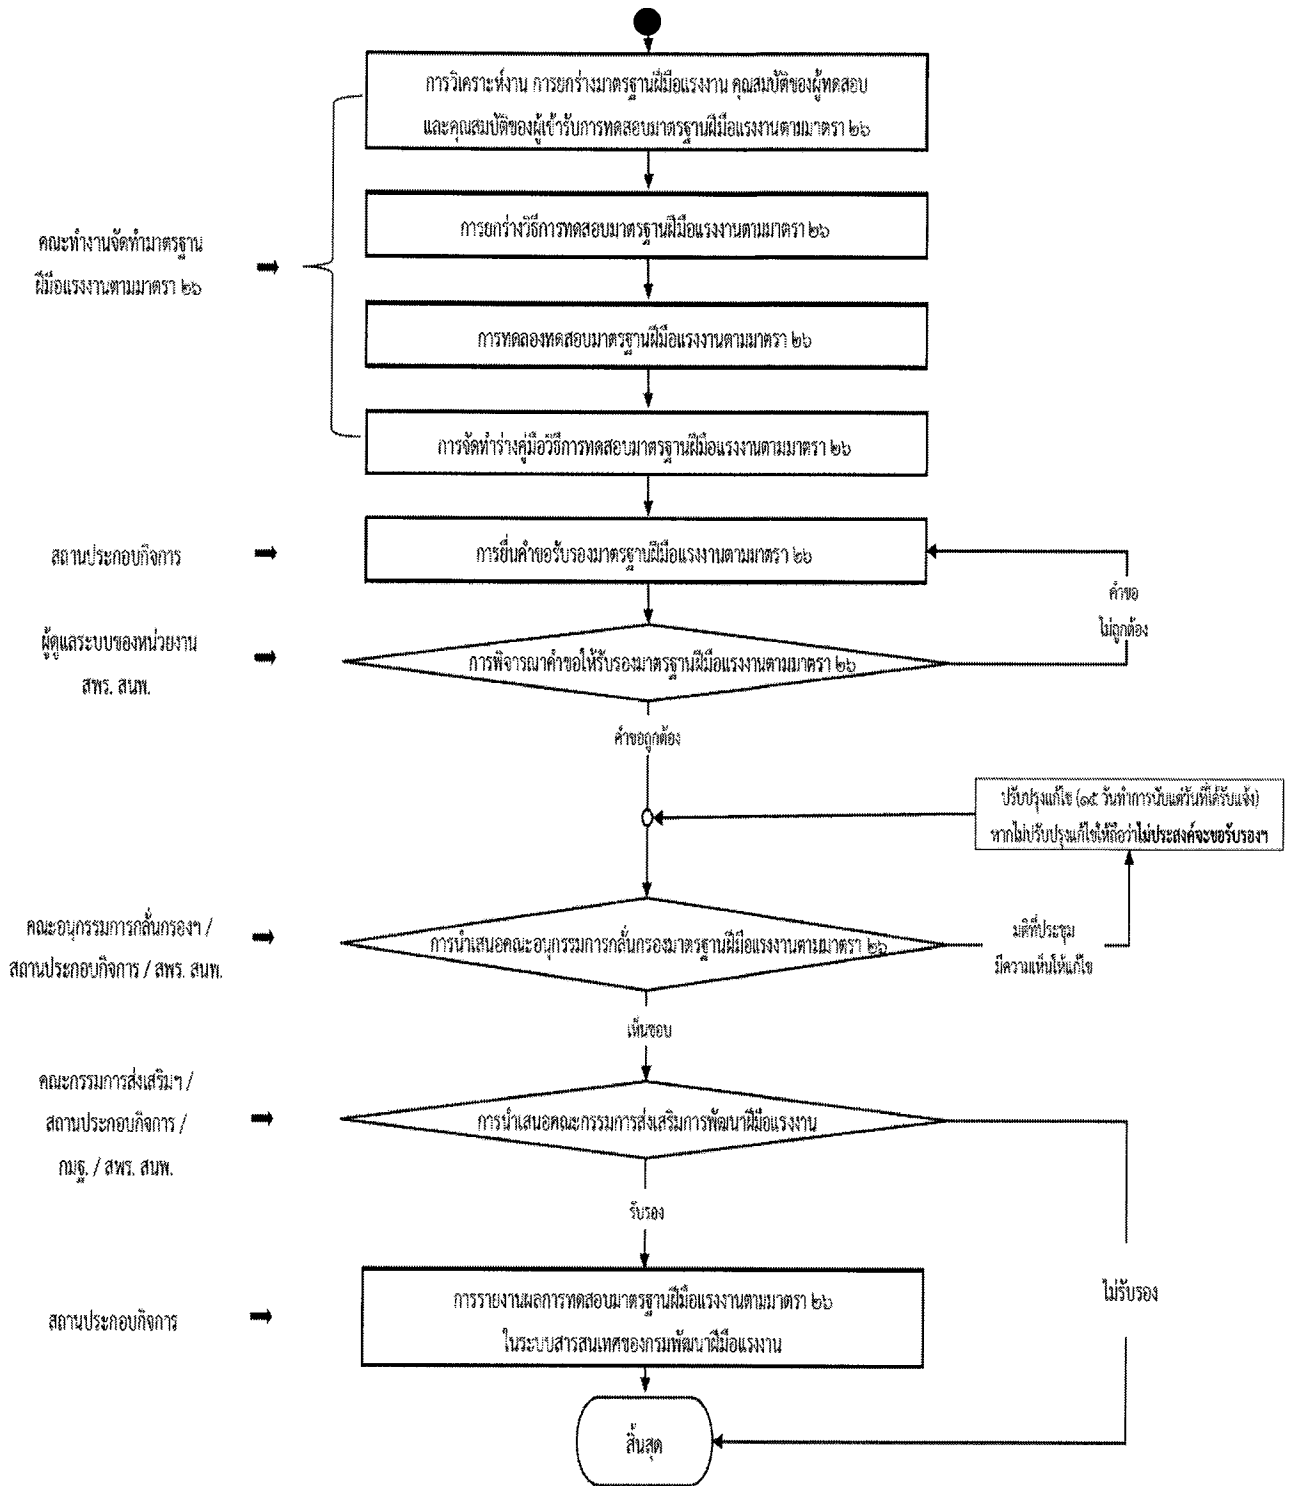 การวิเคราะห์งาน การยกร่างมาตรฐานฝีมือแรงงาน คุณสมบัติของผู้ทดสอบ
และคุณสมบัติของผู้เข้ารับการทดสอบมาตรฐานฝีมือแรงงานตามมาตรา ๒๖
การยกร่างวิธีการทดสอบมาตรฐานฝีมือแรงงานตามมาตรา ๒๖
คณะทำงานจัดทำมาตรฐาน
ฝีมือแรงงานตามมาตรา ๒๖
การทดลองทดสอบมาตรฐานฝีมือแรงงานตามมาตรา ๒๖
การจัดทำร่างคู่มือวิธีการทดสอบมาตรฐานฝีมือแรงงานตามมาตรา ๒๖
สถานประกอบกิจการ
การยื่นคำขอรับรองมาตรฐานฝีมือแรงงานตามมาตรา ๒๖
คำขอ
ไม่ถูกต้อง
ผู้ดูแลระบบของหน่วยงาน
สพร. สนพ.
การพิจารณาคำขอให้รับรองมาตรฐานฝีมือแรงงานตามมาตรา ๒๖
คำขอถูกต้อง
ปรับปรุงแก้ไข (๑๕ วันทำการนับแต่วันที่ได้รับแจ้ง)
หากไม่ปรับปรุงแก้ไขให้ถือว่าไม่ประสงค์จะขอรับรองฯ
คณะอนุกรรมการกลั่นกรองฯ /
สถานประกอบกิจการ / สพร. สนพ.
การนำเสนอคณะอนุกรรมการกลั่นกรองมาตรฐานฝีมือแรงงานตามมาตรา ๒๖
มติที่ประชุม
มีความเห็นให้แก้ไข
เห็นชอบ
คณะกรรมการส่งเสริมฯ /
สถานประกอบกิจการ /
กมฐ. / สพร. สนพ.
การนำเสนอคณะกรรมการส่งเสริมการพัฒนาฝีมือแรงงาน
รับรอง
ไม่รับรอง
สถานประกอบกิจการ
การรายงานผลการทดสอบมาตรฐานฝีมือแรงงานตามมาตรา ๒๖
ในระบบสารสนเทศของกรมพัฒนาฝีมือแรงงาน
สิ้นสุด